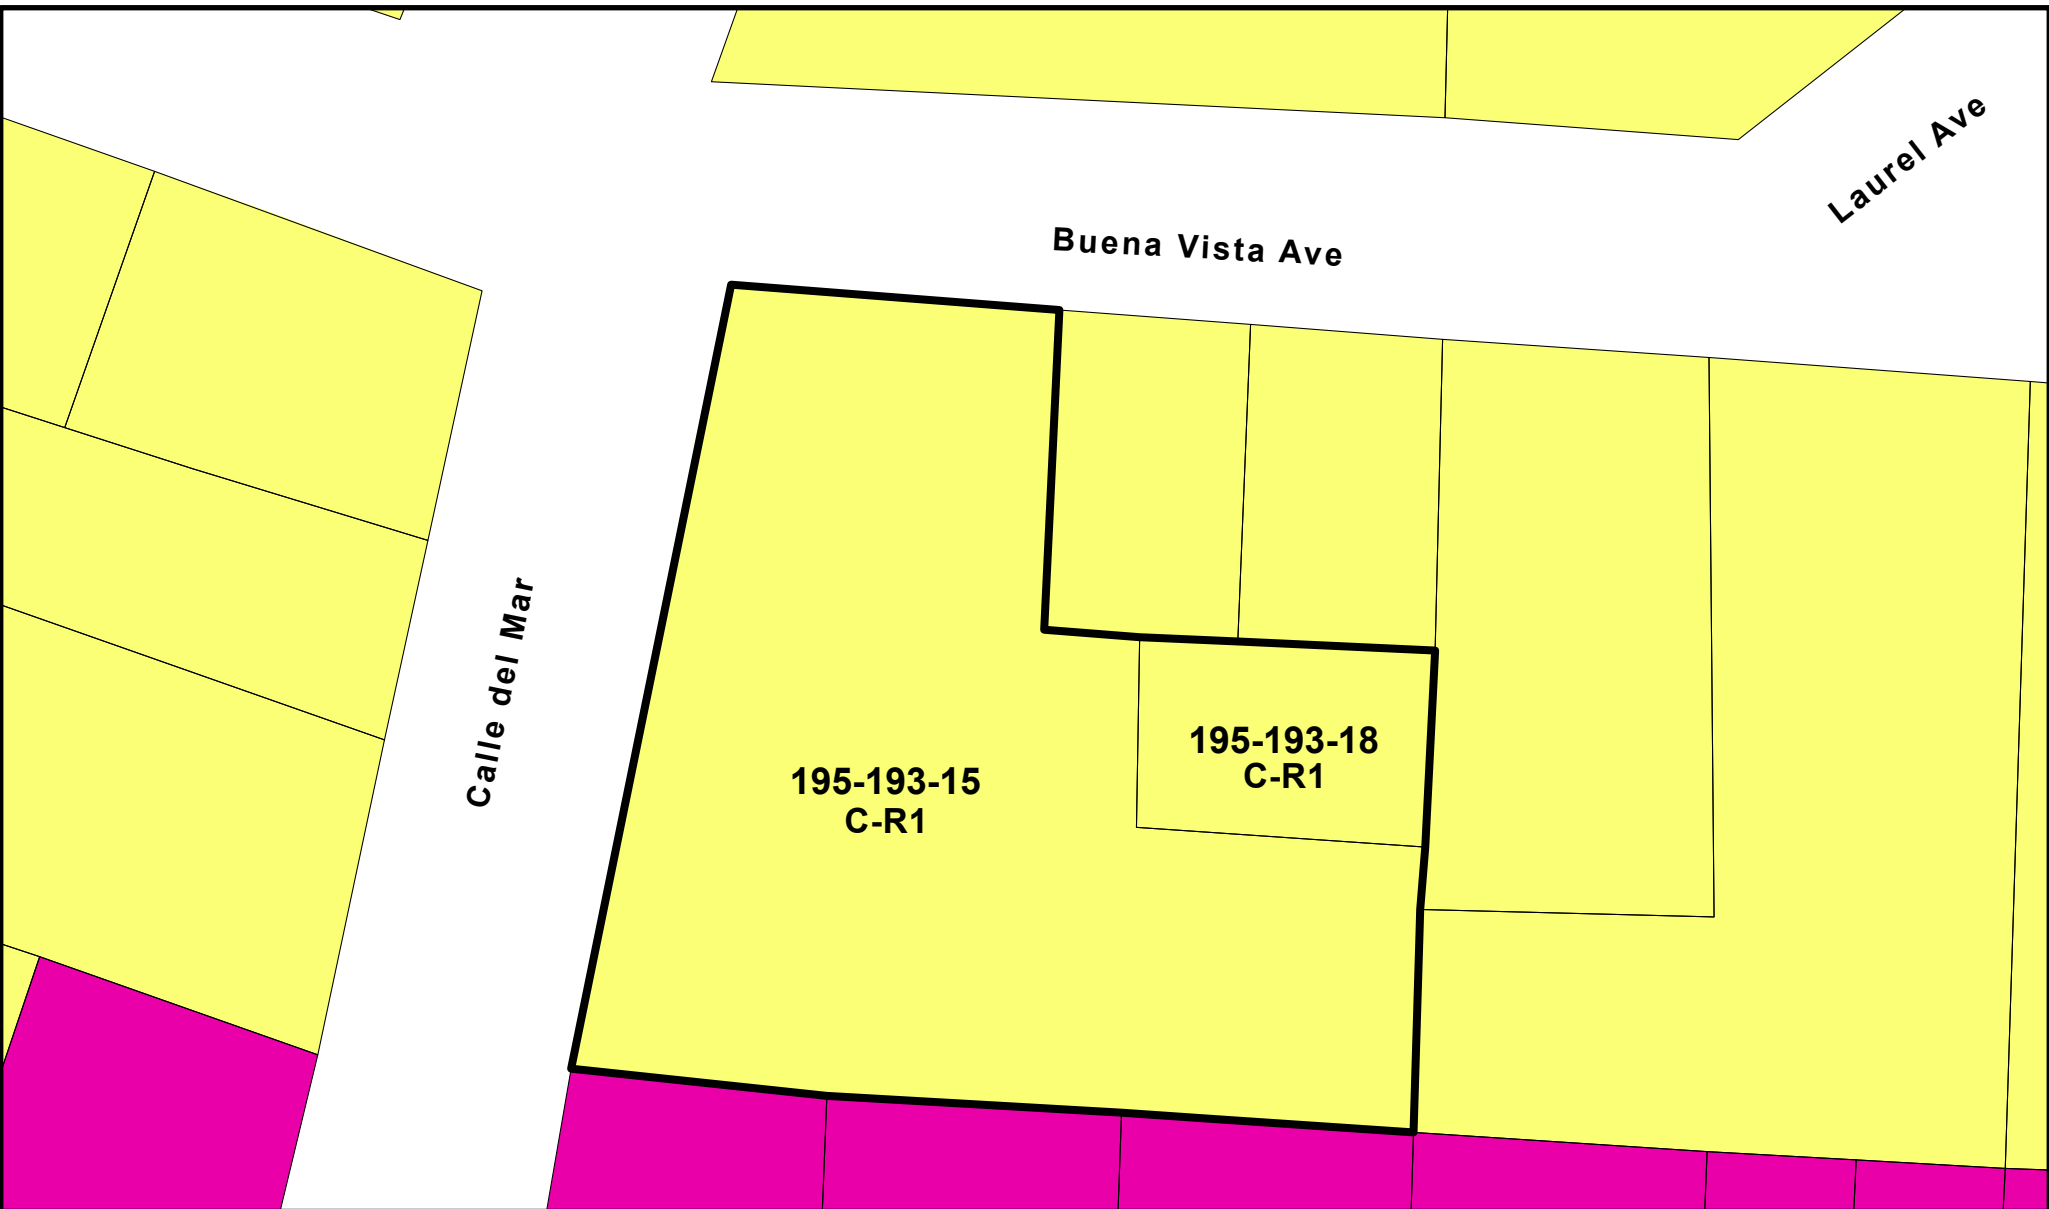 Laurel Ave
Buena Vista Ave
Calle del Mar
195-193-18
C-R1
195-193-15
C-R1